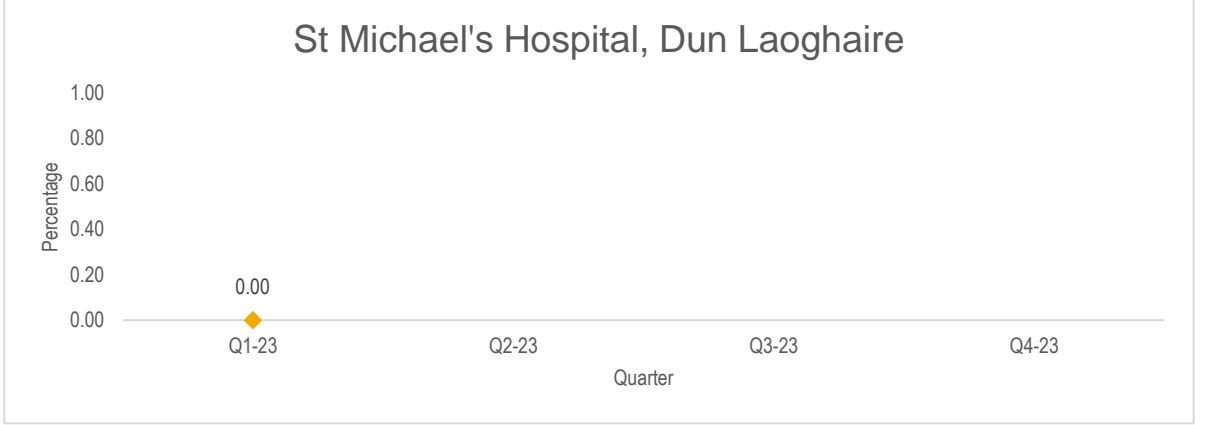 St Michael's Hospital, Dun Laoghaire
1.00
0.80
0.60
0.40
0.20
0.00
Percentage
0.00
Q1-23 Q2-23 Q3-23 Q4-23
Quarter